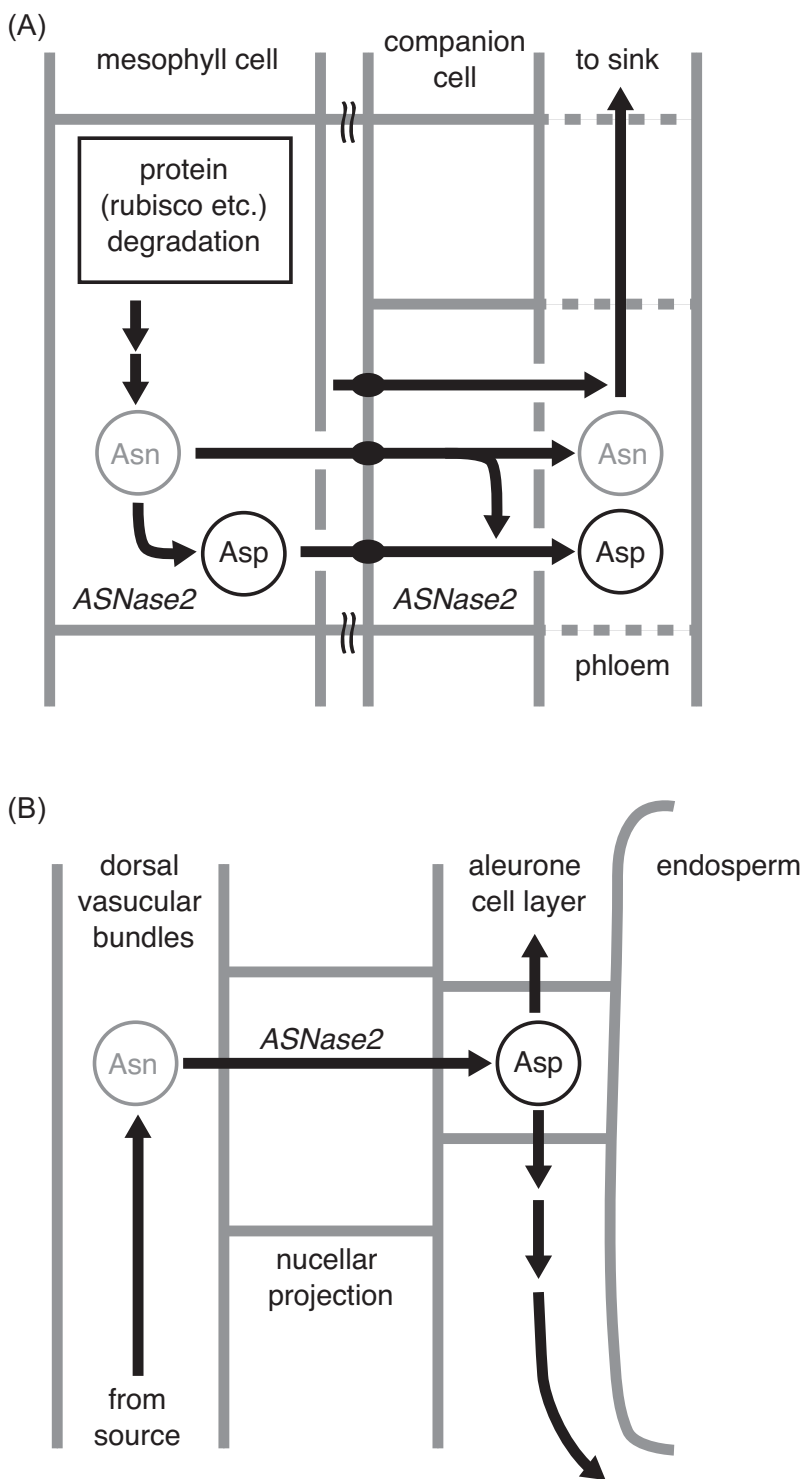 (A)
mesophyll cell
companion
cell
to sink
protein
(rubisco etc.)
degradation
Asn
Asn
Asp
Asp
ASNase2
ASNase2
phloem
(B)
dorsal
vasucular
bundles
aleurone
cell layer
endosperm
ASNase2
Asn
Asp
nucellar
projection
from
source